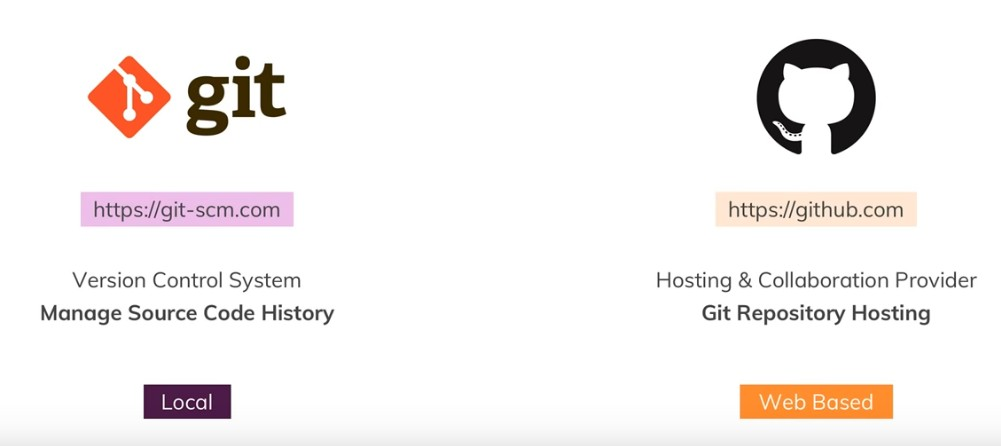 git
https://git-scm.com
Version Control System
Manage Source Code History
Local
https://github.com
Hosting & Collaboration Provider
Git Repository Hosting
Web Based